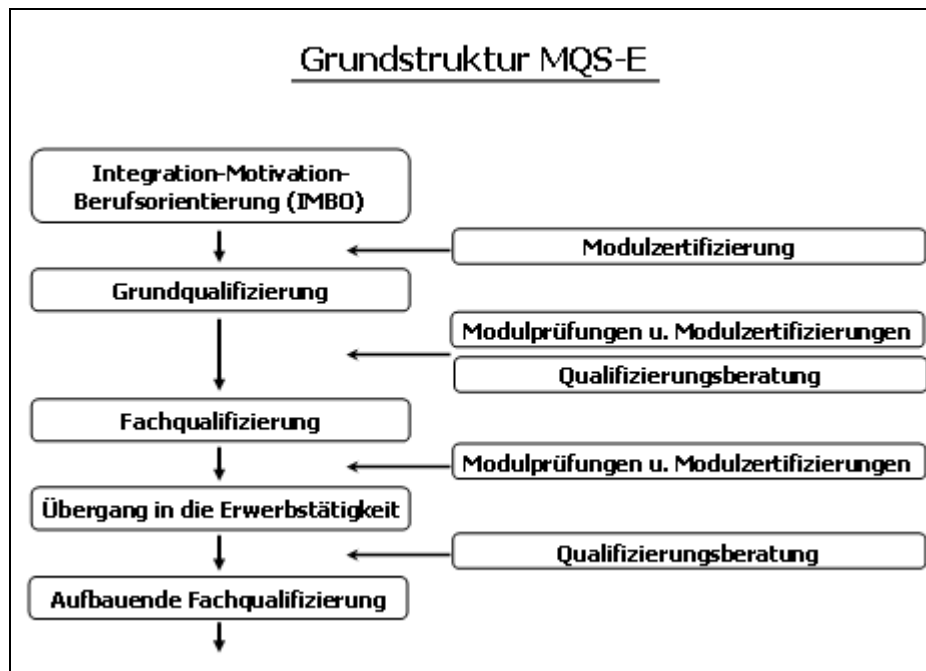 Grundstruktur MQS-E
Integration-Motivation-
Berufsorientierung (IMBO)
Modulzertifizierung
Grundqualifizierung
Modulprüfungen u. Modulzertifizierungen
Qualifizierungsberatung
Fachqualifizierung
Modulprüfungen u. Modulzertifizierungen
Übergang in die Erwerbstätigkeit
Qualifizierungsberatung
Aufbauende Fachqualifizierung